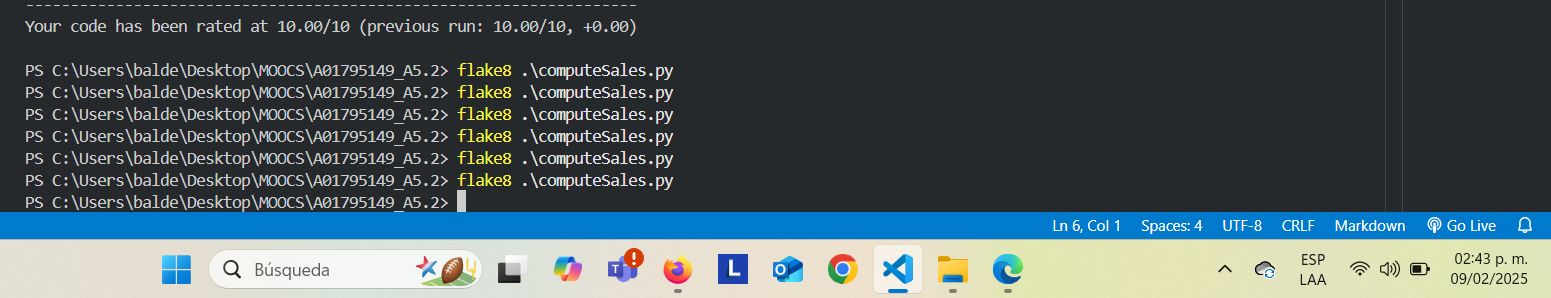 -----------------------------------------------------------------
Your code has been rated at 10.00/10 (previous run: 10.00/10, +0.00)
PS C:\Users\balde\Desktop\MOOCS\A01795149_A5.2> flake8 .\computeSales.py
PS C:\Users\balde\Desktop\MOOCS\A01795149_A5.2> flake8 .\computeSales.py
PS C:\Users\balde\Desktop\MOOCS\A01795149_A5.2> flake8 .\computeSales.py
PS C:\Users\balde\Desktop\MOOCS\A01795149_A5.2> flake8 .\computeSales.py
PS C:\Users\balde\Desktop\MOOCS\A01795149_A5.2> flake8 .\computeSales.py
PS C:\Users\balde\Desktop\MOOCS\A01795149_A5.2> flake8 .\computeSales.py
PS C:\Users\balde\Desktop\MOOCS\A01795149_A5.2>
Ln 6, Col 1 Spaces: 4 UTF-8 CRLF Markdown Go Live
Búsqueda
L
ESP
LAA
02:43 p. m.
09/02/2025